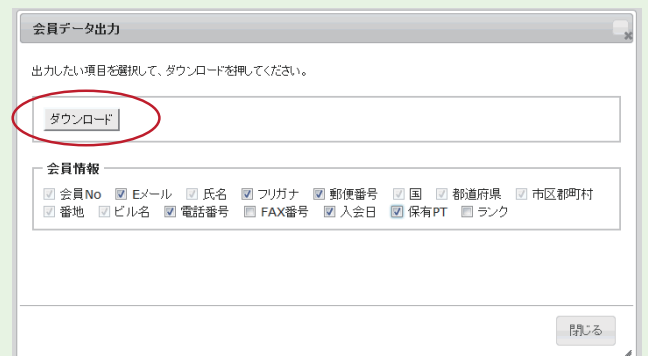 会員データ出力
出力したい項目を選択して、ダウンロードを押してください。
ダウンロード
会員情報
会員No Eメール 氏名 フリガナ 郵便番号 国 都道府県 市区郡町村
番地 ビル名 電話番号 FAX番号 入会日 保有PT ランク
閉じる